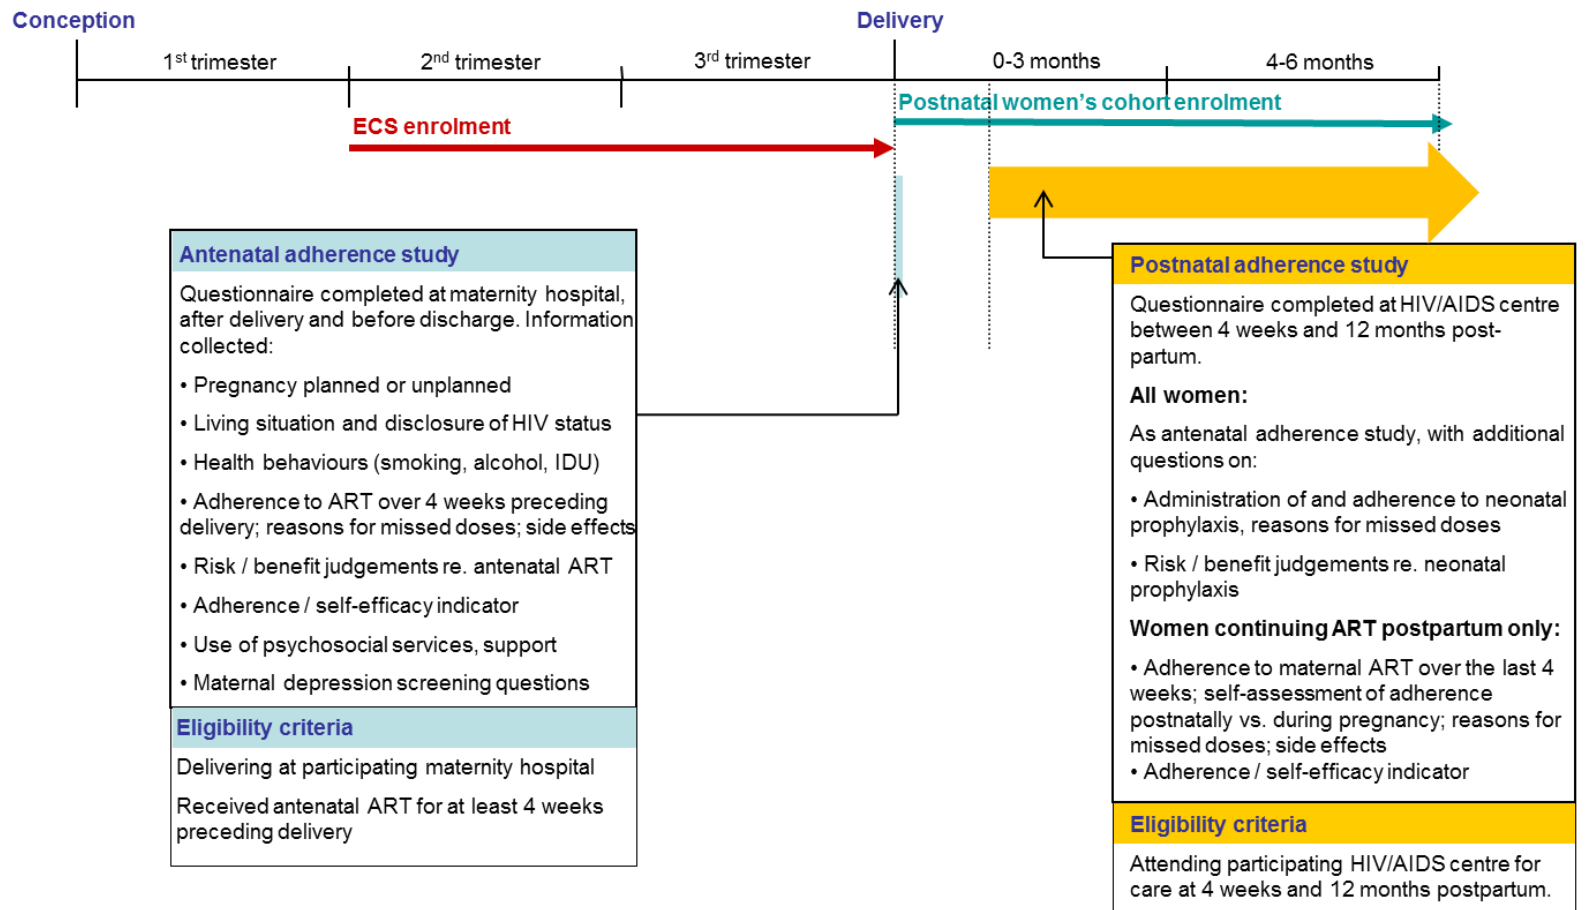 Conception
Delivery
1st trimester
2nd trimester
3rd trimester
0-3 months
4-6 months
Postnatal women's cohort enrolment
ECS enrolment
Antenatal adherence study
Questionnaire completed at maternity hospital,
after delivery and before discharge. Information
collected:
• Pregnancy planned or unplanned
• Living situation and disclosure of HIV status
• Health behaviours (smoking, alcohol, IDU)
• Adherence to ART over 4 weeks preceding
delivery; reasons for missed doses; side effects
• Risk / benefit judgements re. antenatal ART
• Adherence / self-efficacy indicator
• Use of psychosocial services, support
• Maternal depression screening questions
Eligibility criteria
Delivering at participating maternity hospital
Received antenatal ART for at least 4 weeks
preceding delivery
Postnatal adherence study
Questionnaire completed at HIV/AIDS centre
between 4 weeks and 12 months post-
partum.
All women:
As antenatal adherence study, with additional
questions on:
• Administration of and adherence to neonatal
prophylaxis, reasons for missed doses
• Risk / benefit judgements re. neonatal
prophylaxis
Women continuing ART postpartum only:
• Adherence to maternal ART over the last 4
weeks; self-assessment of adherence
postnatally vs. during pregnancy; reasons for
missed doses; side effects
• Adherence / self-efficacy indicator
Eligibility criteria
Attending participating HIV/AIDS centre for
care at 4 weeks and 12 months postpartum.